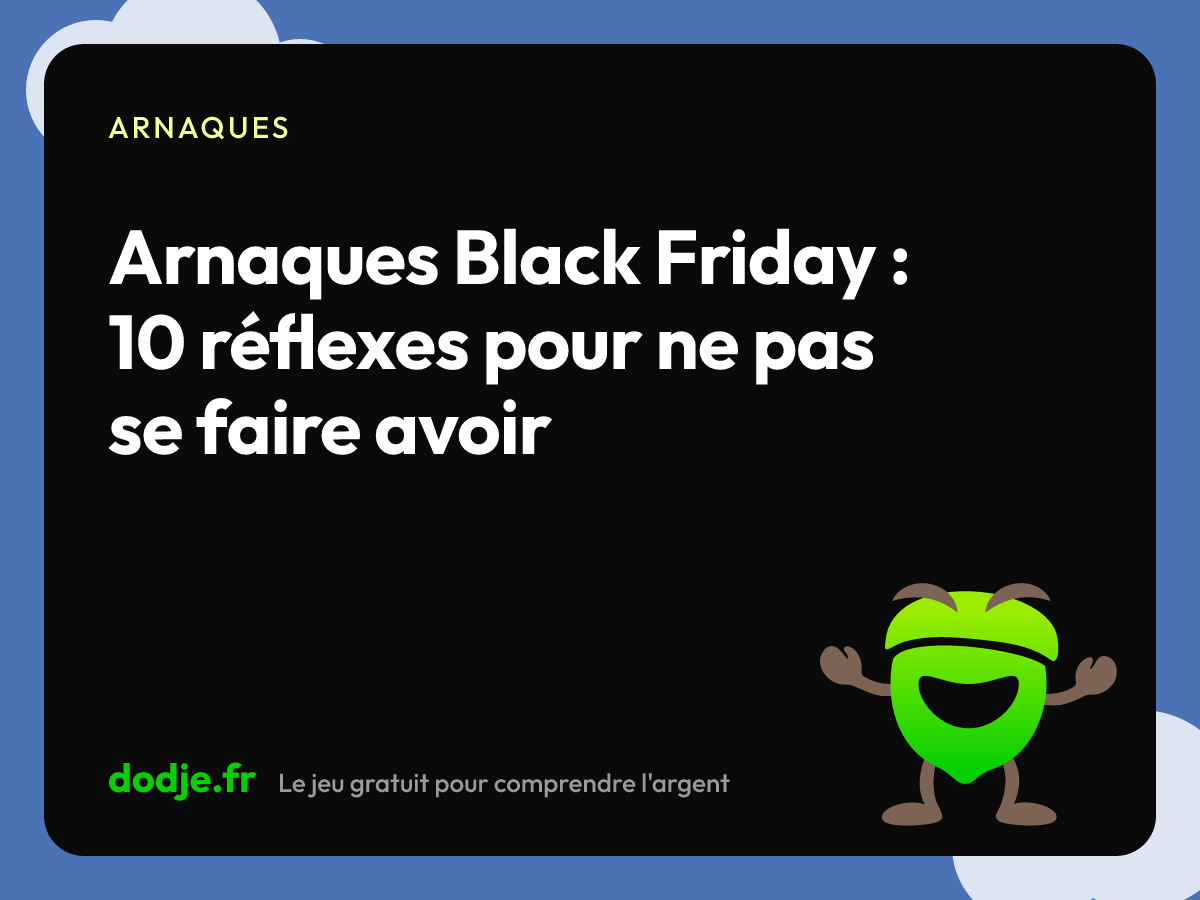 ARNAQUES
Arnaques Black Friday :
10 réflexes pour ne pas
se faire avoir
dodje.fr Le jeu gratuit pour comprendre l'argent